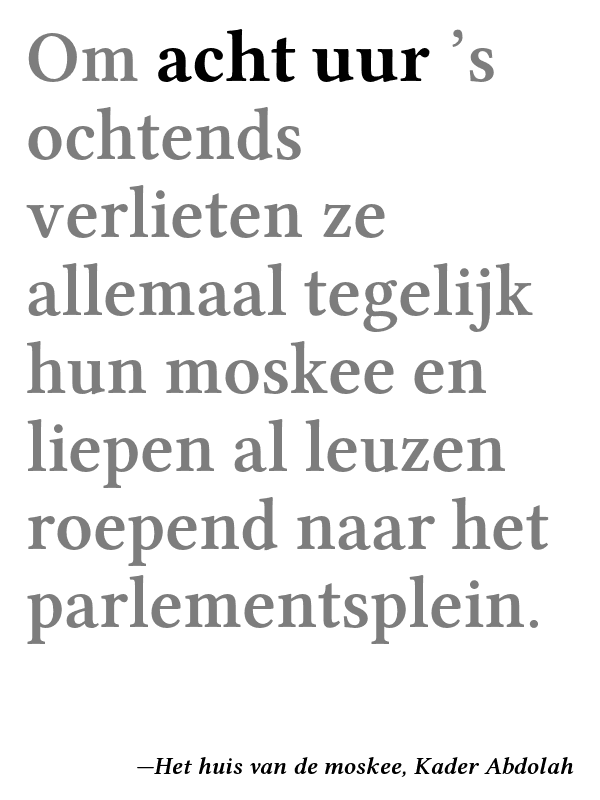 Om acht uur ’s
ochtends
verlieten ze
allemaal tegelijk
hun moskee en
liepen al leuzen
roepend naar het
parlementsplein.
—Het huis van de moskee, Kader Abdolah